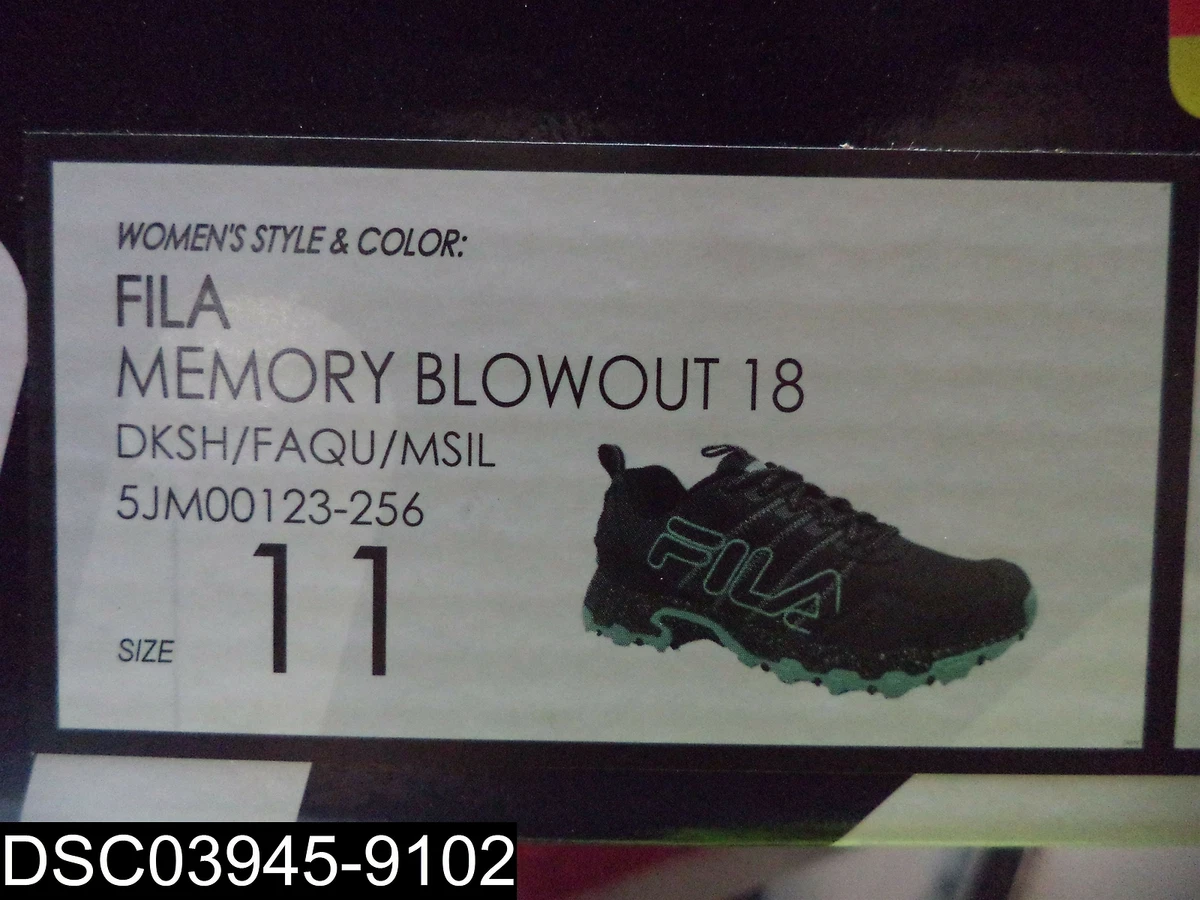 WOMEN'S STYLE & COLOR:
FILA
MEMORY BLOWOUT 18
DKSH/FAQU/MSIL
5JM00123-256
SIZE 11
FILA
DSC03945-9102